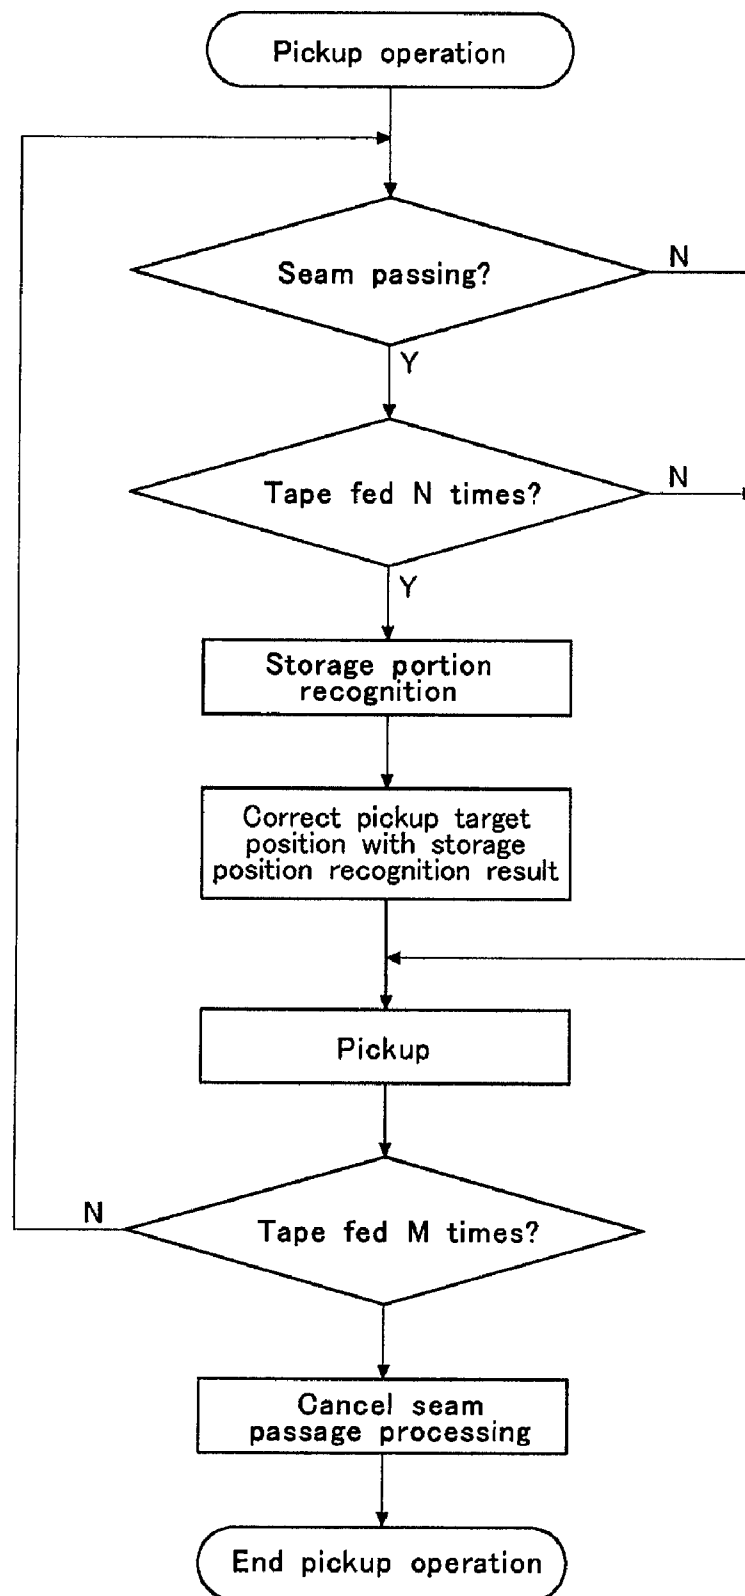 Pickup operation
Seam passing?
N
Y
Tape fed N times?
N
Y
Storage portion
recognition
Correct pickup target
position with storage
position recognition result
Pickup
N
Tape fed M times?
Cancel seam
passage processing
End pickup operation